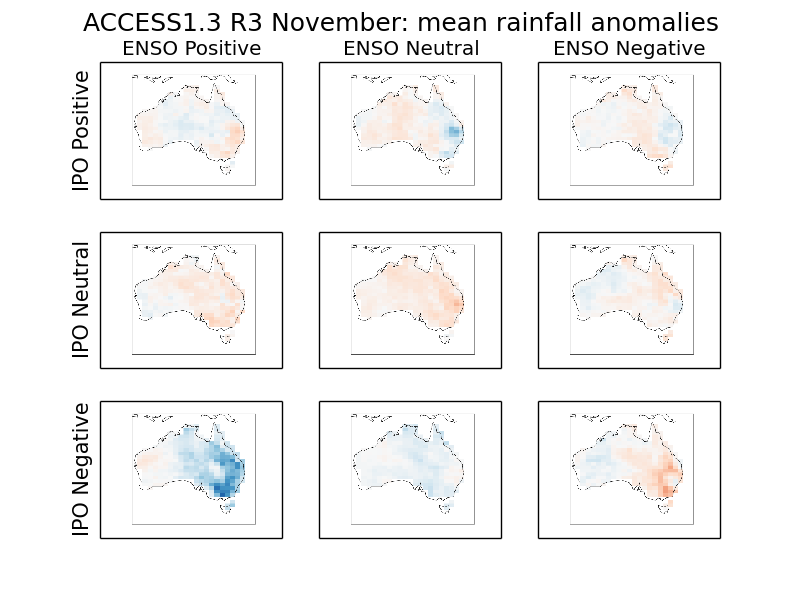 ACCESS1.3 R3 November: mean rainfall anomalies
ENSO Positive ENSO Neutral ENSO Negative
IPO Positive
IPO Neutral
IPO Negative